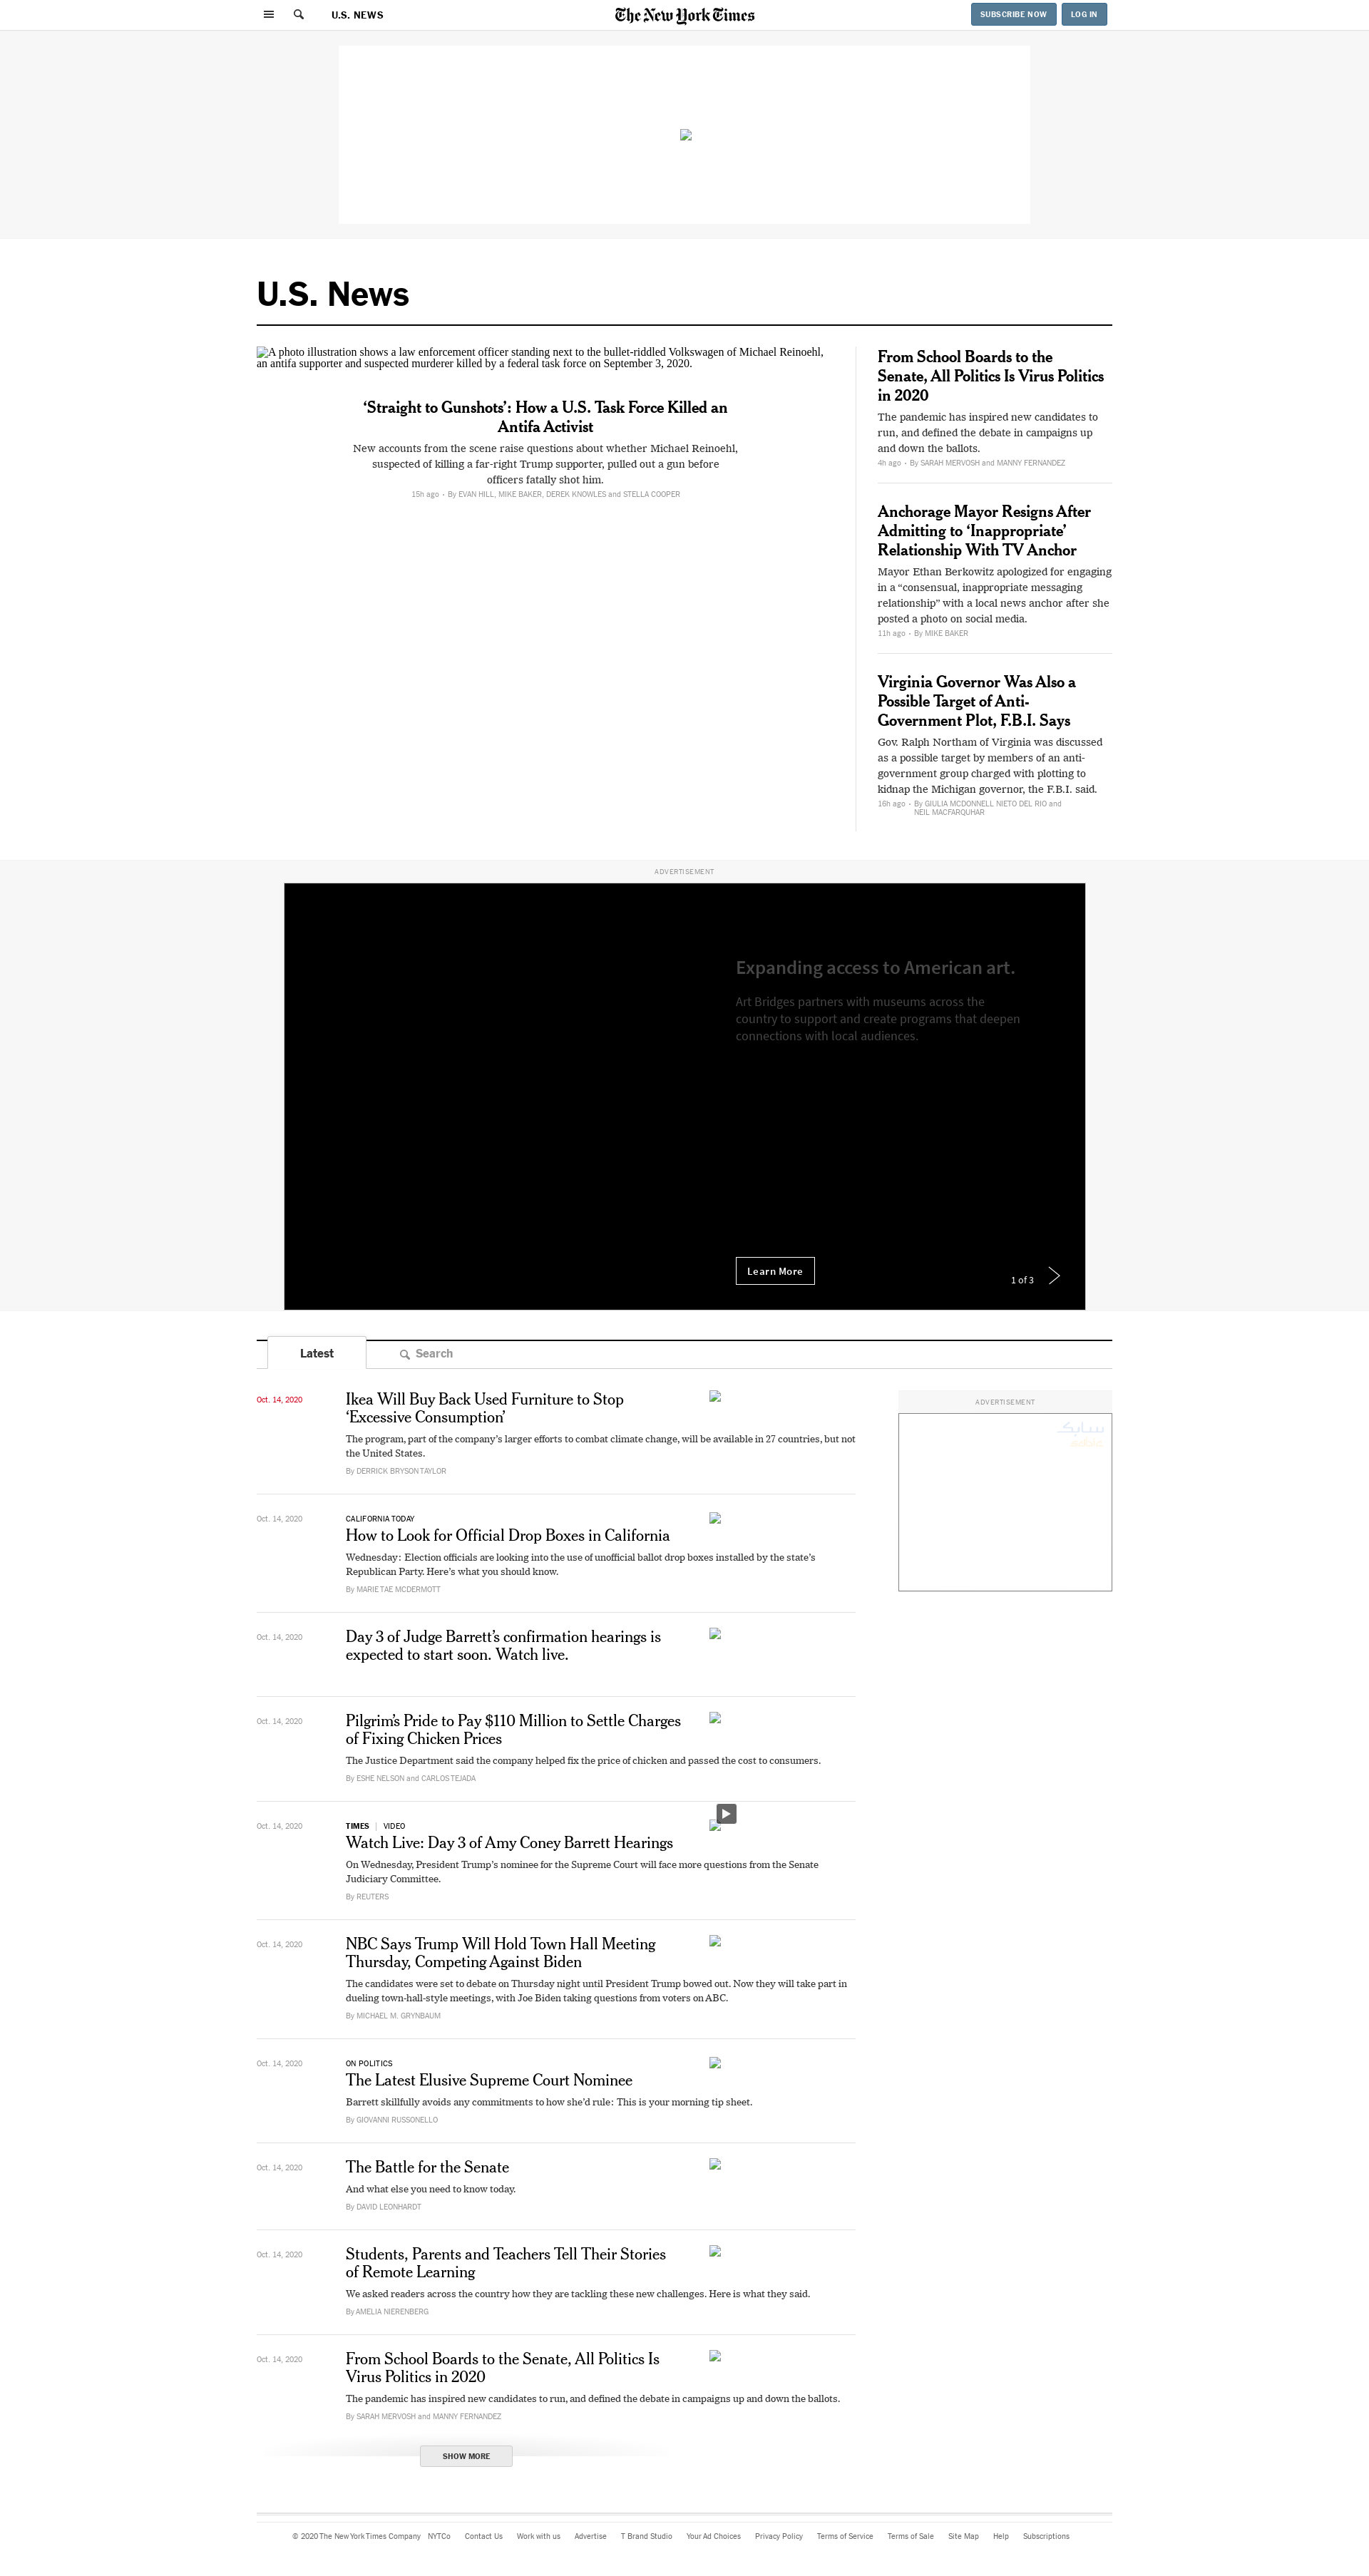 U.S. NEWS
The New York Times
SUBSCRIBE NOW
LOG IN
U.S. News
A photo illustration shows a law enforcement officer standing next to the bullet-riddled Volkswagen of Michael Reinoehl,
an antifa supporter and suspected murderer killed by a federal task force on September 3, 2020.
‘Straight to Gunshots’: How a U.S. Task Force Killed an
Antifa Activist
New accounts from the scene raise questions about whether Michael Reinoehl,
suspected of killing a far-right Trump supporter, pulled out a gun before
officers fatally shot him.
15h ago • By EVAN HILL, MIKE BAKER, DEREK KNOWLES and STELLA COOPER
From School Boards to the
Senate, All Politics Is Virus Politics
in 2020
The pandemic has inspired new candidates to
run, and defined the debate in campaigns up
and down the ballots.
4h ago • By SARAH MERVOSH and MANNY FERNANDEZ
Anchorage Mayor Resigns After
Admitting to ‘Inappropriate’
Relationship With TV Anchor
Mayor Ethan Berkowitz apologized for engaging
in a “consensual, inappropriate messaging
relationship” with a local news anchor after she
posted a photo on social media.
11h ago • By MIKE BAKER
Virginia Governor Was Also a
Possible Target of Anti-
Government Plot, F.B.I. Says
Gov. Ralph Northam of Virginia was discussed
as a possible target by members of an anti-
government group charged with plotting to
kidnap the Michigan governor, the F.B.I. said.
16h ago • By GIULIA MCDONNELL NIETO DEL RIO and
NEIL MACFARQUHAR
ADVERTISEMENT
Expanding access to American art.
Art Bridges partners with museums across the
country to support and create programs that deepen
connections with local audiences.
Learn More
1 of 3
Latest
Search
Oct. 14, 2020
Ikea Will Buy Back Used Furniture to Stop
‘Excessive Consumption’
The program, part of the company’s larger efforts to combat climate change, will be available in 27 countries, but not
the United States.
By DERRICK BRYSON TAYLOR
ADVERTISEMENT
سابك
sabic
Oct. 14, 2020
CALIFORNIA TODAY
How to Look for Official Drop Boxes in California
Wednesday: Election officials are looking into the use of unofficial ballot drop boxes installed by the state’s
Republican Party. Here’s what you should know.
By MARIE TAE MCDERMOTT
Oct. 14, 2020
Day 3 of Judge Barrett’s confirmation hearings is
expected to start soon. Watch live.
Oct. 14, 2020
Pilgrim’s Pride to Pay $110 Million to Settle Charges
of Fixing Chicken Prices
The Justice Department said the company helped fix the price of chicken and passed the cost to consumers.
By ESHE NELSON and CARLOS TEJADA
Oct. 14, 2020
TIMES | VIDEO
Watch Live: Day 3 of Amy Coney Barrett Hearings
On Wednesday, President Trump’s nominee for the Supreme Court will face more questions from the Senate
Judiciary Committee.
By REUTERS
Oct. 14, 2020
NBC Says Trump Will Hold Town Hall Meeting
Thursday, Competing Against Biden
The candidates were set to debate on Thursday night until President Trump bowed out. Now they will take part in
dueling town-hall-style meetings, with Joe Biden taking questions from voters on ABC.
By MICHAEL M. GRYNBAUM
Oct. 14, 2020
ON POLITICS
The Latest Elusive Supreme Court Nominee
Barrett skillfully avoids any commitments to how she’d rule: This is your morning tip sheet.
By GIOVANNI RUSSONELLO
Oct. 14, 2020
The Battle for the Senate
And what else you need to know today.
By DAVID LEONHARDT
Oct. 14, 2020
Students, Parents and Teachers Tell Their Stories
of Remote Learning
We asked readers across the country how they are tackling these new challenges. Here is what they said.
By AMELIA NIERENBERG
Oct. 14, 2020
From School Boards to the Senate, All Politics Is
Virus Politics in 2020
The pandemic has inspired new candidates to run, and defined the debate in campaigns up and down the ballots.
By SARAH MERVOSH and MANNY FERNANDEZ
SHOW MORE
© 2020 The New York Times Company NYTCo Contact Us Work with us Advertise T Brand Studio Your Ad Choices Privacy Policy Terms of Service Terms of Sale Site Map Help Subscriptions